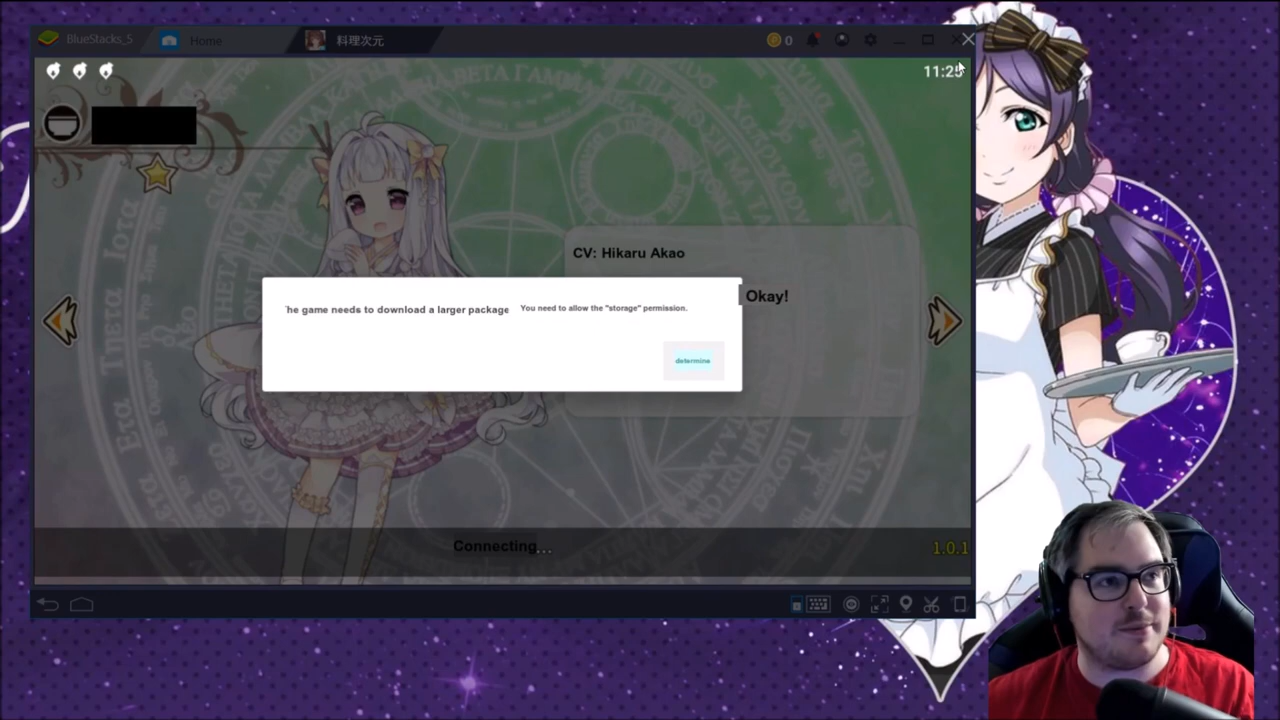 BlueStacks_5
Home
料理次元
0
11:25
CV: Hikaru Akao
Okay!
he game needs to download a larger package
You need to allow the "storage" permission.
determine
Connecting...
1.0.1